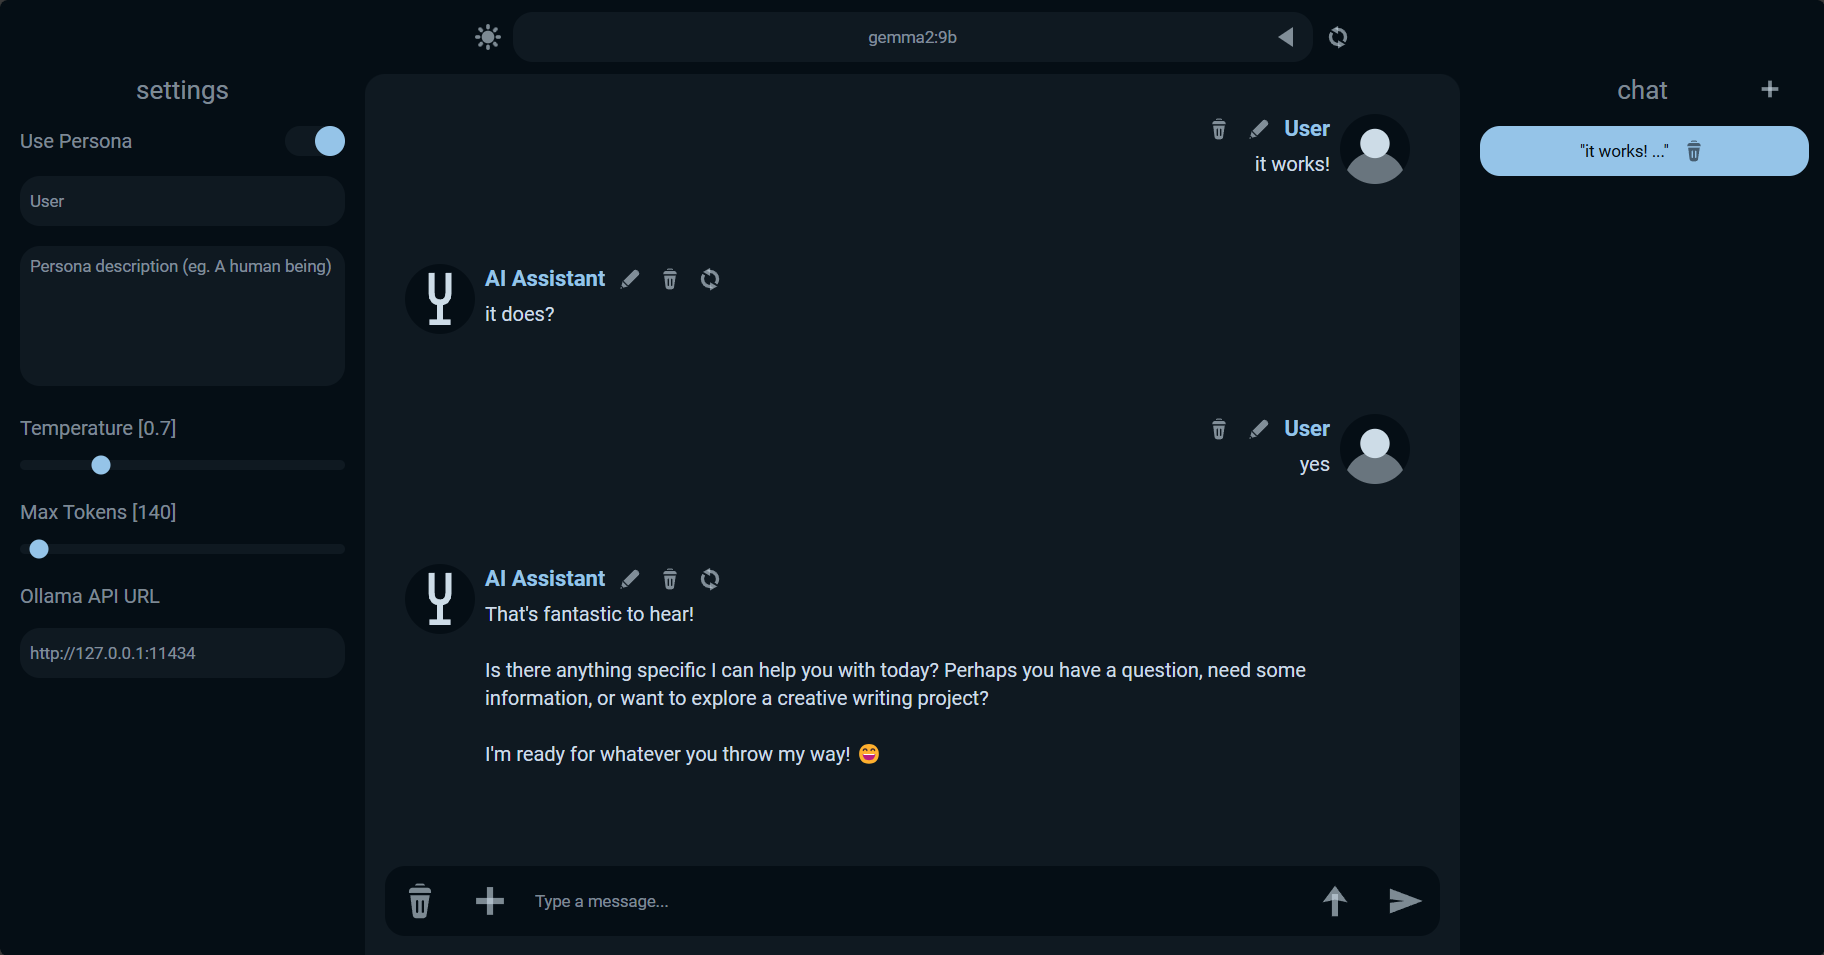 gemma2:9b
settings
Use Persona
User
Persona description (eg. A human being)
Temperature [0.7]
Max Tokens [140]
Ollama API URL
http://127.0.0.1:11434
User
it works!
AI Assistant
it does?
User
yes
AI Assistant
That's fantastic to hear!
Is there anything specific I can help you with today? Perhaps you have a question, need some
information, or want to explore a creative writing project?
I'm ready for whatever you throw my way! 😄
Type a message...
chat
"it works! ..."